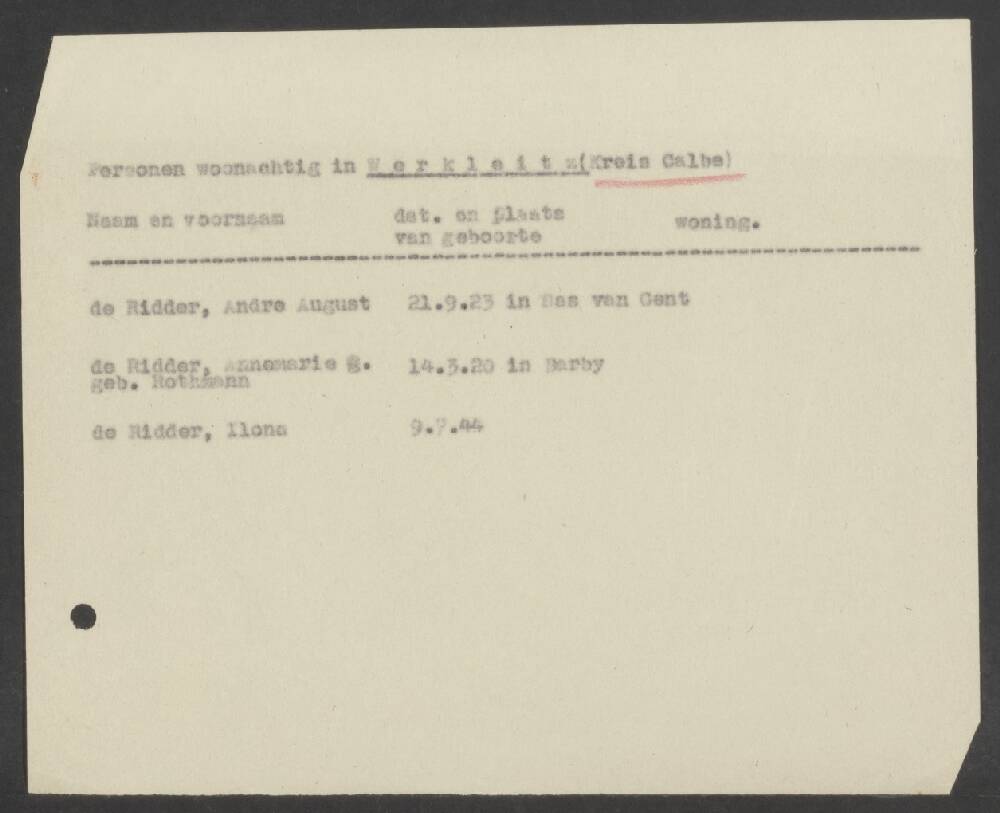 Personen woonachtig in W e r k l e i t z(Kreis Calbe)
Naam en voornaam dat. en plaats woning.
van geboorte
de Ridder, Andre August 21.9.23 in Sas van Gent
de Ridder, Annemarie g. 14.3.20 in Barby
geb. Rothmann
de Ridder, Ilona 9.7.44